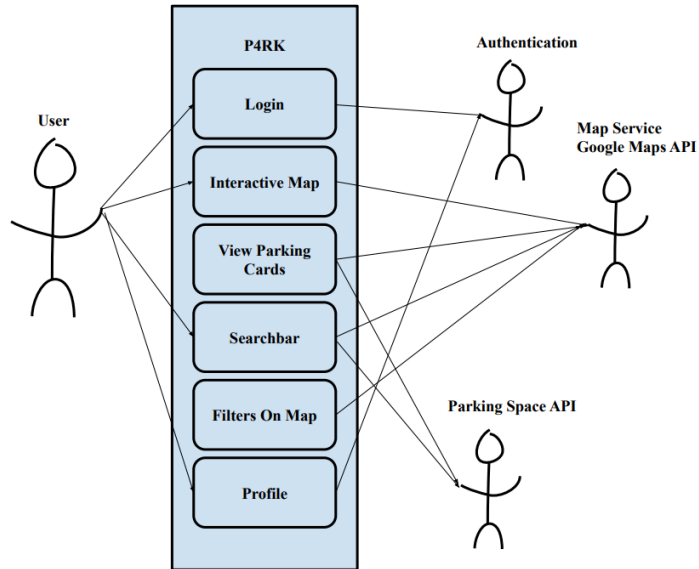 P4RK
Authentication
Login
User
Map Service
Google Maps API
Interactive Map
View Parking
Cards
Searchbar
Filters On Map
Parking Space API
Profile